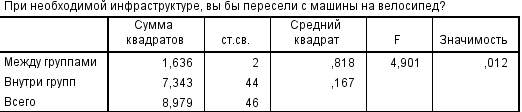 При необходимой инфраструктуре, вы бы пересели с машины на велосипед?
Сумма квадратов ст.св. Средний квадрат F Значимость
Между группами 1,636 2 ,818 4,901 ,012
Внутри групп 7,343 44 ,167
Всего 8,979 46